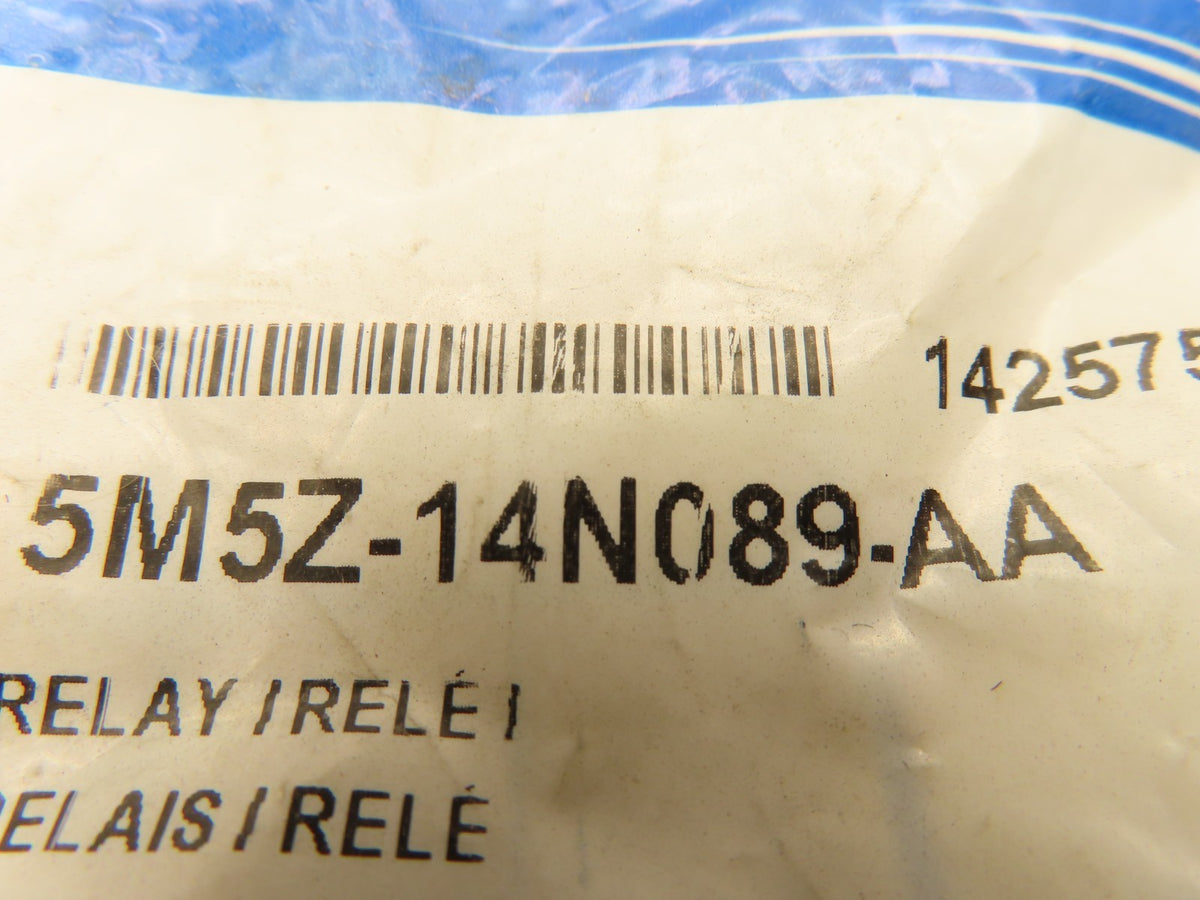 142575
5M5Z-14N089-AA
RELAY / RELÉ /
RELAIS / RELÉ